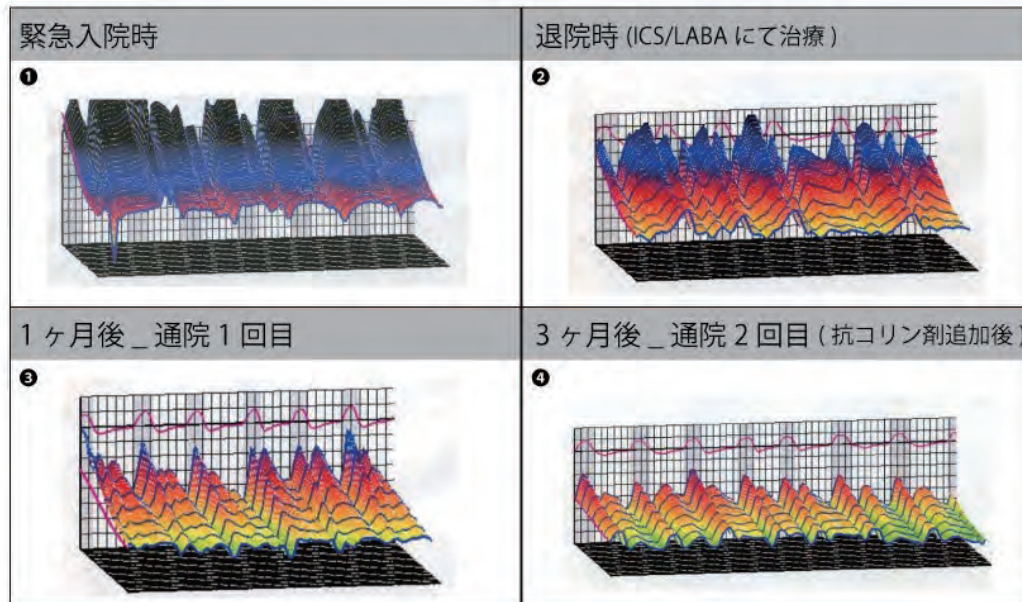 緊急入院時
退院時 (ICS/LABA にて治療 )
❶
❷
1 ヶ月後 _ 通院 1 回目
3 ヶ月後 _ 通院 2 回目 ( 抗コリン剤追加後 )
❸
❹